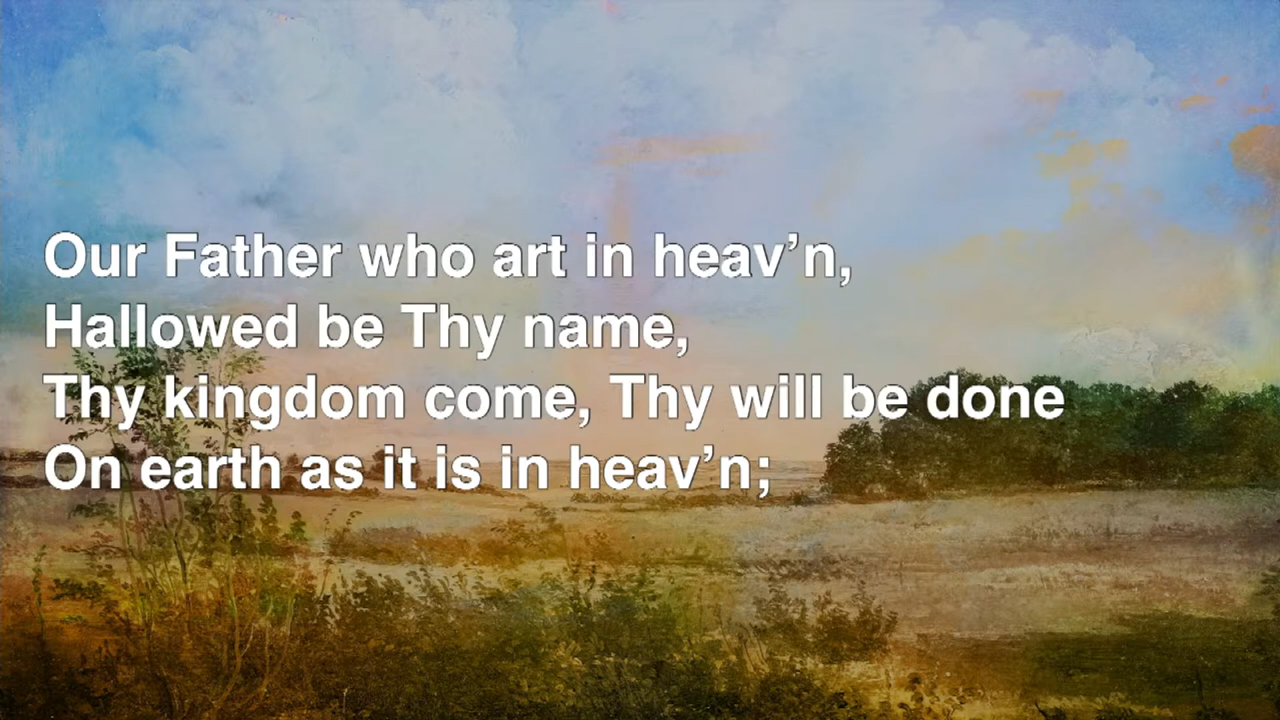 Our Father who art in heav’n,
Hallowed be Thy name,
Thy kingdom come, Thy will be done
On earth as it is in heav’n;